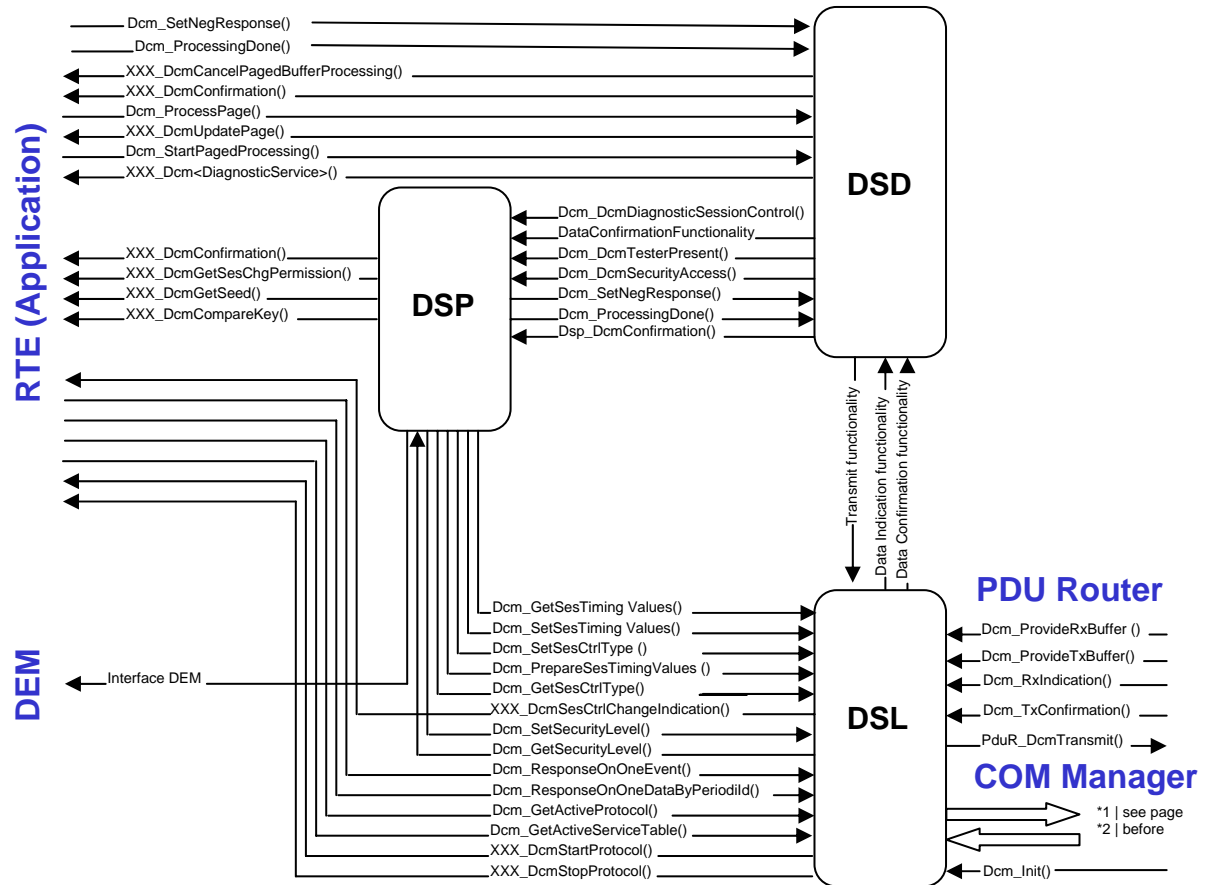 Dcm_SetNegResponse()
Dcm_ProcessingDone()
XXX_DcmCancelPagedBufferProcessing()
XXX_DcmConfirmation()
Dcm_ProcessPage()
XXX_DcmUpdatePage()
Dcm_StartPagedProcessing()
XXX_Dcm<DiagnosticService>()
RTE (Application)
DSD
Dcm_DcmDiagnosticSessionControl()
DataConfirmationFunctionality
Dcm_DcmTesterPresent()
Dcm_DcmSecurityAccess()
Dcm_SetNegResponse()
Dcm_ProcessingDone()
Dsp_DcmConfirmation()
XXX_DcmConfirmation()
XXX_DcmGetSesChgPermission()
XXX_DcmGetSeed()
XXX_DcmCompareKey()
DSP
Transmit functionality
Data Indication functionality
Data Confirmation functionality
DEM
Interface DEM
Dcm_GetSesTiming Values()
Dcm_SetSesTiming Values()
Dcm_SetSesCtrlType ()
Dcm_PrepareSesTimingValues ()
Dcm_GetSesCtrlType()
XXX_DcmSesCtrlChangeIndication()
Dcm_SetSecurityLevel()
Dcm_GetSecurityLevel()
Dcm_ResponseOnOneEvent()
Dcm_ResponseOnOneDataByPeriodiId()
Dcm_GetActiveProtocol()
Dcm_GetActiveServiceTable()
XXX_DcmStartProtocol()
XXX_DcmStopProtocol()
DSL
PDU Router
Dcm_ProvideRxBuffer ()
Dcm_ProvideTxBuffer()
Dcm_RxIndication()
Dcm_TxConfirmation()
PduR_DcmTransmit()
COM Manager
*1 | see page
*2 | before
Dcm_Init()